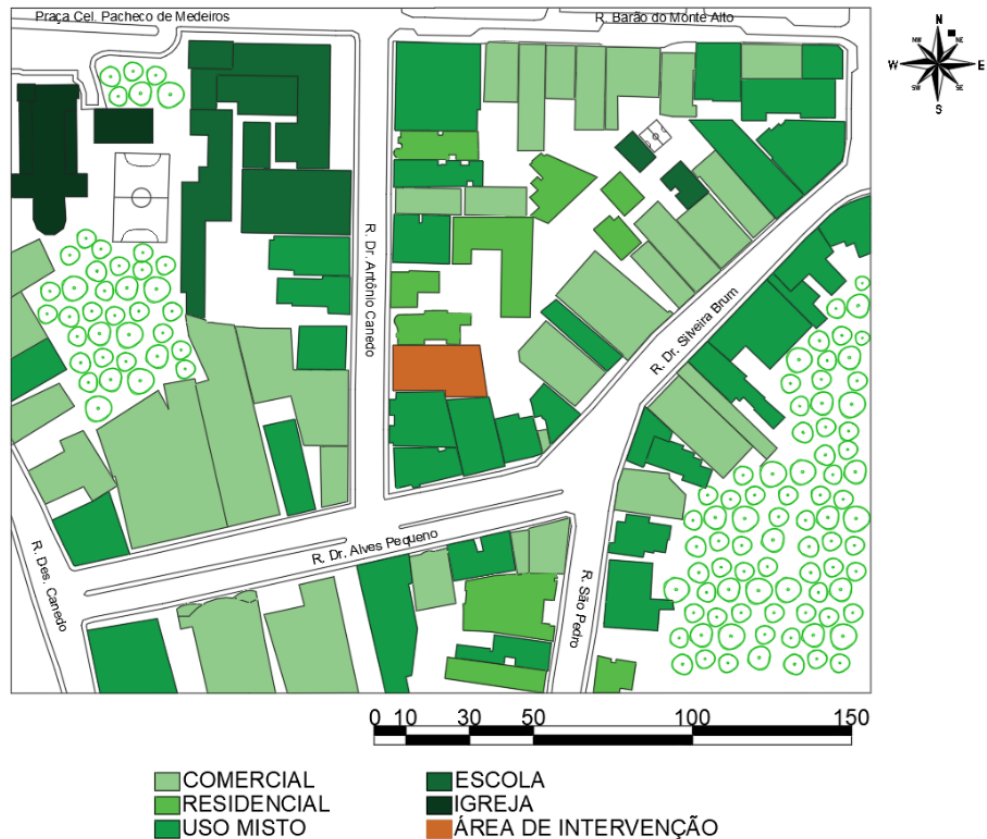 Praça Cel. Pacheco de Medeiros
R. Barão do Monte Alto
N
NW
NE
W
E
SW
SE
S
R. Dr. Antônio Canedo
R. Dr. Silveira Brum
R. Dr. Alves Pequeno
R. Des. Canedo
R. São Pedro
0 10 30 50 100 150
COMERCIAL
RESIDENCIAL
USO MISTO
ESCOLA
IGREJA
ÁREA DE INTERVENÇÃO